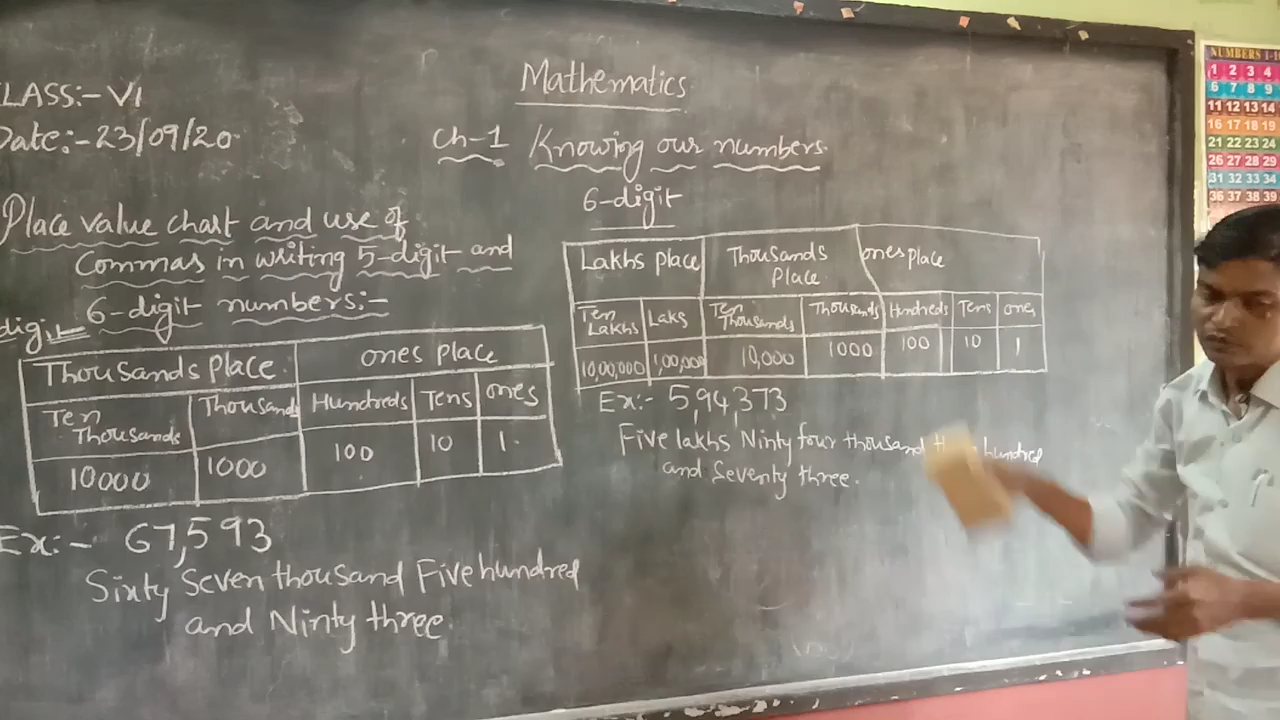 LASS:- VI
Date:- 23/09/20
Mathematics
Ch-1 Knowing our numbers
6-digit
Place value chart and use of
Commas in writing 5-digit and
6-digit numbers:-
digit
Thousands Place ones place
Ten Thousands Thousands Hundreds Tens ones
10000 1000 100 10 1
Ex:- 67,593
Sixty Seven thousand Five hundred
and Ninty three.
Lakhs place Thousands Place ones place
Ten Lakhs Laks Ten Thousands Thousands Hundreds Tens ones
10,00,000 1,00,000 10,000 1000 100 10 1
Ex:- 5,94,373
Five lakhs Ninty four thousand hundred
and Seventy three.
NUMBERS 1-10
1 2 3 4
6 7 8 9
11 12 13 14
16 17 18 19
21 22 23 24
26 27 28 29
31 32 33 34
36 37 38 39